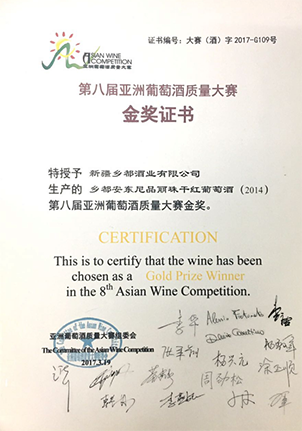 ASIAN WINE
COMPETITION
亚洲葡萄酒质量大赛
证书编号：大赛（酒）字 2017-G109号
第八届亚洲葡萄酒质量大赛
金奖证书
特授予 新疆乡都酒业有限公司
生产的 乡都安东尼品丽珠干红葡萄酒（2014）
第八届亚洲葡萄酒质量大赛金奖。
CERTIFICATION
This is to certify that the wine has been
chosen as a Gold Prize Winner
in the 8th Asian Wine Competition.
亚洲葡萄酒质量大赛组委会
The Committee of the Asian Wine Competition
2017.3.19